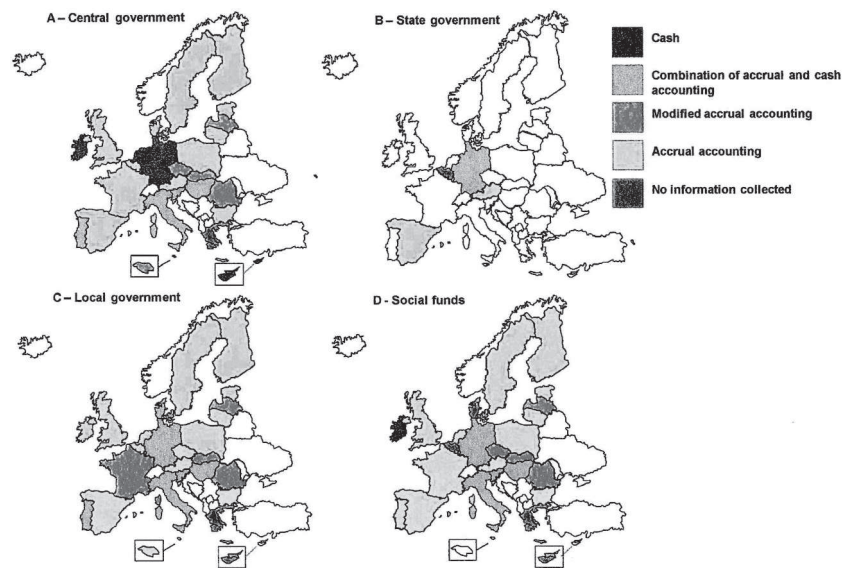 A – Central government
B – State government
Cash
Combination of accrual and cash
accounting
Modified accrual accounting
Accrual accounting
No information collected
C – Local government
D - Social funds